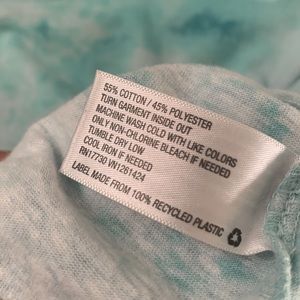 55% COTTON / 45% POLYESTER
TURN GARMENT INSIDE OUT
MACHINE WASH COLD WITH LIKE COLORS
ONLY NON-CHLORINE BLEACH IF NEEDED
TUMBLE DRY LOW
COOL IRON IF NEEDED
RN17730 VN1261424
LABEL MADE FROM 100% RECYCLED PLASTIC